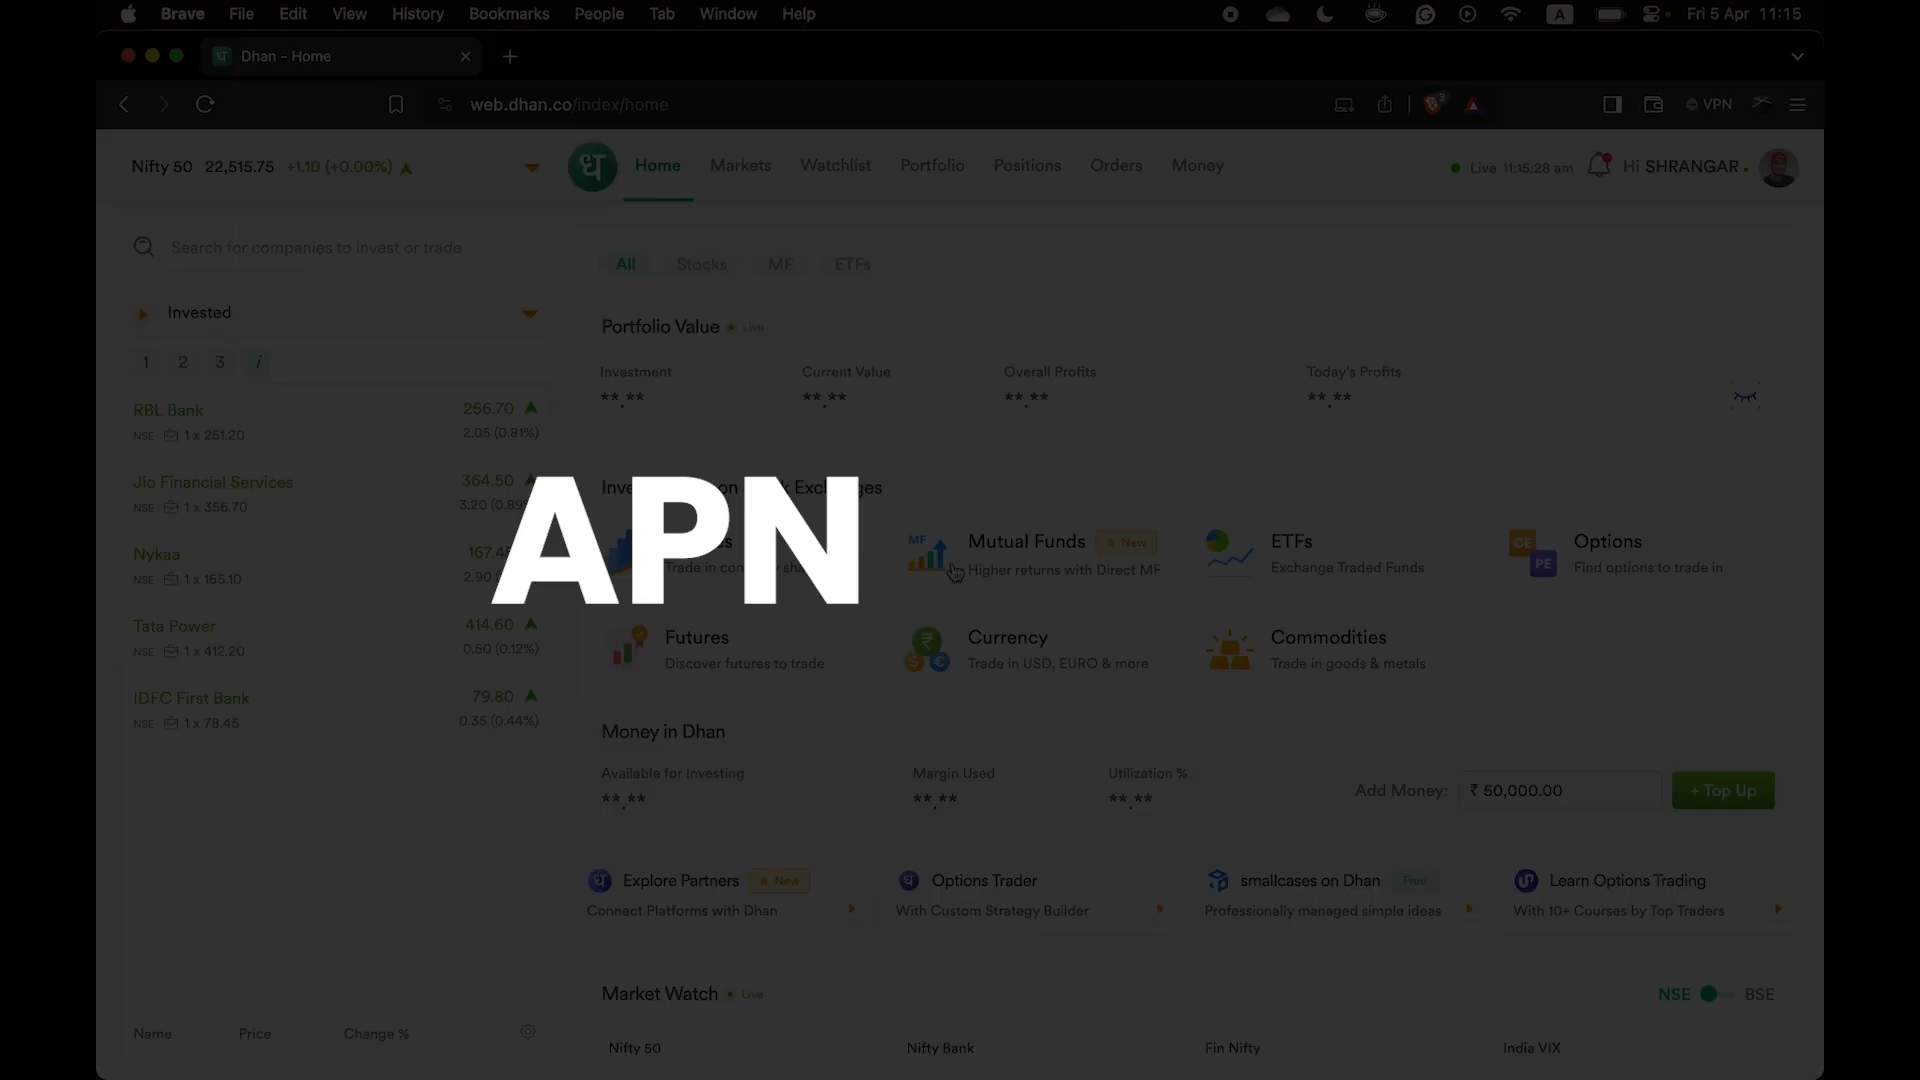 Brave File Edit View History Bookmarks People Tab Window Help A Fri 5 Apr 11:15
Dhan - Home
web.dhan.co/index/home 3 VPN
Nifty 50 22,515.75 +1.10 (+0.00%)
ध Home Markets Watchlist Portfolio Positions Orders Money
Live 11:15:28 am Hi SHRANGAR
Search for companies to invest or trade
All Stocks MF ETFs
Invested
1 2 3 i
RBL Bank 256.70
NSE 1 x 251.20 2.05 (0.81%)
Jio Financial Services 364.50
NSE 1 x 356.70 3.20
Nykaa
NSE 1 x 165.10 2.90
Tata Power 414.60
NSE 1 x 412.20 0.50 (0.12%)
IDFC First Bank 79.80
NSE 1 x 78.45 0.35 (0.44%)
Name Price Change %
Portfolio Value Live
Investment Current Value Overall Profits Today's Profits
**.** **.** **.** **.**
APN
MF Mutual Funds New
Higher returns with Direct MF
ETFs
Exchange Traded Funds
CE PE Options
Find options to trade in
Trade in
Futures
Discover futures to trade
Currency
Trade in USD, EURO & more
Commodities
Trade in goods & metals
Money in Dhan
Available for Investing Margin Used Utilization %
**.** **.** **.**
Add Money: ₹ 50,000.00 + Top Up
Explore Partners New
Connect Platforms with Dhan
Options Trader
With Custom Strategy Builder
smallcases on Dhan Free
Professionally managed simple ideas
Learn Options Trading
With 10+ Courses by Top Traders
Market Watch Live NSE BSE
Nifty 50 Nifty Bank Fin Nifty India VIX